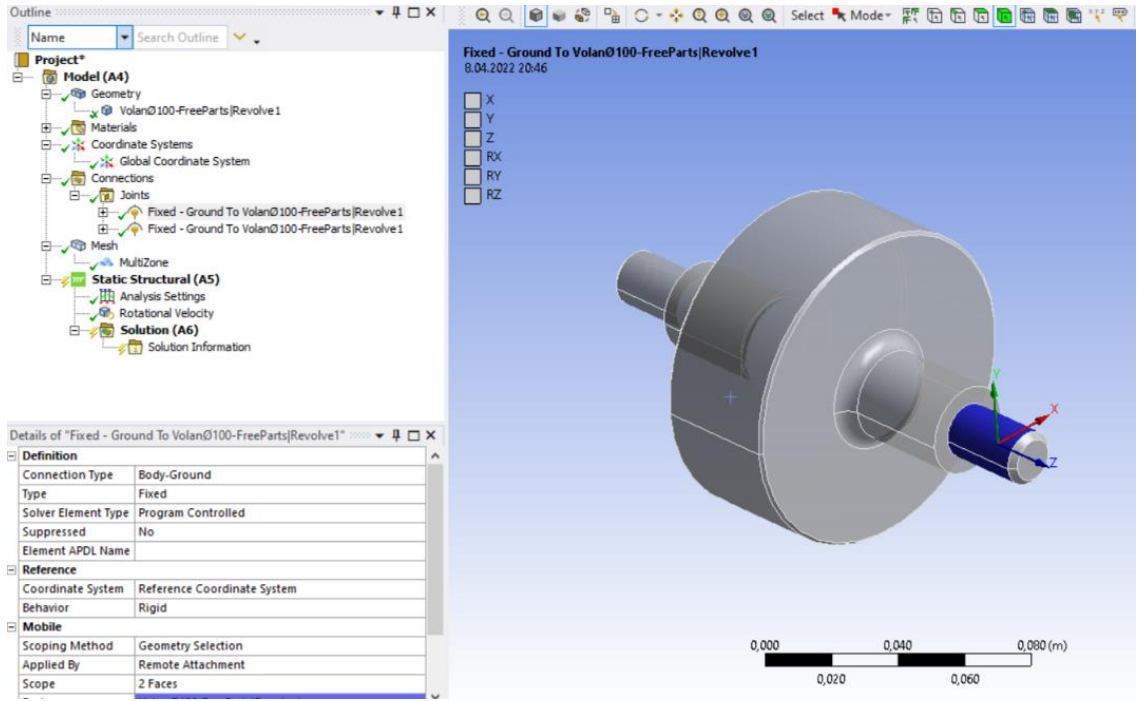 Outline
Name
Search Outline
Project*
Model (A4)
Geometry
VolanØ100-FreeParts|Revolve1
Materials
Coordinate Systems
Global Coordinate System
Connections
Joints
Fixed - Ground To VolanØ100-FreeParts|Revolve1
Fixed - Ground To VolanØ100-FreeParts|Revolve1
Mesh
MultiZone
Static Structural (A5)
Analysis Settings
Rotational Velocity
Solution (A6)
Solution Information
Details of "Fixed - Ground To VolanØ100-FreeParts|Revolve1"
Definition
Connection Type Body-Ground
Type Fixed
Solver Element Type Program Controlled
Suppressed No
Element APDL Name
Reference
Coordinate System Reference Coordinate System
Behavior Rigid
Mobile
Scoping Method Geometry Selection
Applied By Remote Attachment
Scope 2 Faces
Select Mode
Fixed - Ground To VolanØ100-FreeParts|Revolve1
8.04.2022 20:46
X
Y
Z
RX
RY
RZ
Y
X
Z
0,000 0,040 0,080 (m)
0,020 0,060